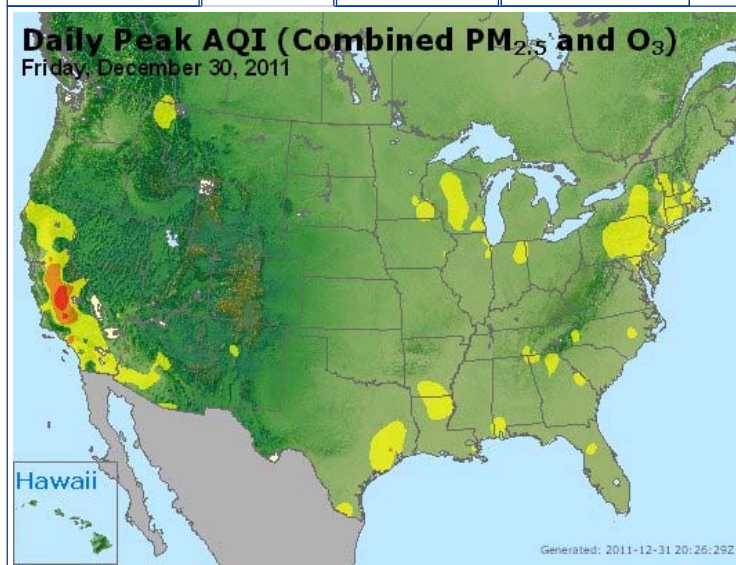 Daily Peak AQI (Combined PM2.5 and O3)
Friday, December 30, 2011
Hawaii
Generated: 2011-12-31 20:26:29Z